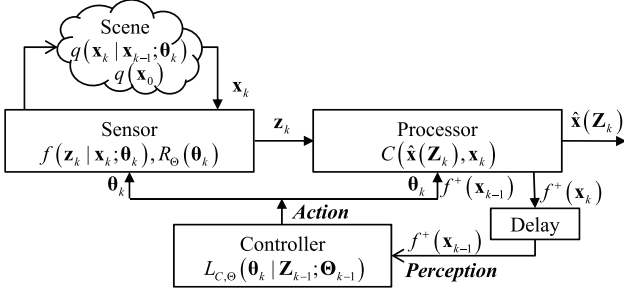 Scene
q(x_k | x_{k-1}; θ_k)
q(x_0)
x_k
Sensor
f(z_k | x_k; θ_k), R_Θ(θ_k)
z_k
Processor
C(x̂(Z_k), x_k)
x̂(Z_k)
θ_k
θ_k
f⁺(x_{k-1})
f⁺(x_k)
Action
Delay
Controller
L_{C,Θ}(θ_k | Z_{k-1}; Θ_{k-1})
f⁺(x_{k-1})
Perception